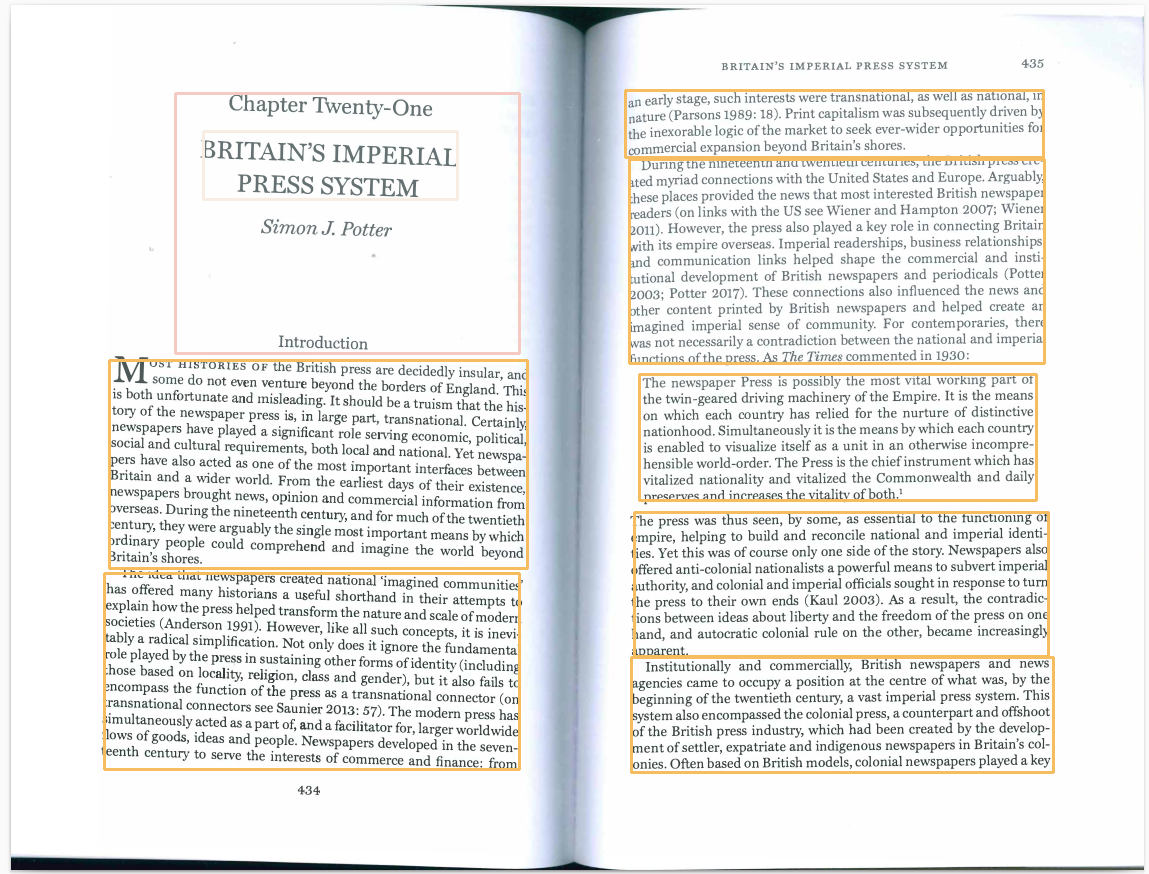 Chapter Twenty-One
BRITAIN'S IMPERIAL
PRESS SYSTEM
Simon J. Potter
Introduction
MOST HISTORIES OF the British press are decidedly insular, and
some do not even venture beyond the borders of England. This
is both unfortunate and misleading. It should be a truism that the his-
tory of the newspaper press is, in large part, transnational. Certainly,
newspapers have played a significant role serving economic, political,
social and cultural requirements, both local and national. Yet newspa-
pers have also acted as one of the most important interfaces between
Britain and a wider world. From the earliest days of their existence,
newspapers brought news, opinion and commercial information from
overseas. During the nineteenth century, and for much of the twentieth
century, they were arguably the single most important means by which
ordinary people could comprehend and imagine the world beyond
Britain's shores.
The idea that newspapers created national 'imagined communities'
has offered many historians a useful shorthand in their attempts to
explain how the press helped transform the nature and scale of modern
societies (Anderson 1991). However, like all such concepts, it is inevi-
tably a radical simplification. Not only does it ignore the fundamental
role played by the press in sustaining other forms of identity (including
those based on locality, religion, class and gender), but it also fails to
encompass the function of the press as a transnational connector (on
transnational connectors see Saunier 2013: 57). The modern press has
simultaneously acted as a part of, and a facilitator for, larger worldwide
flows of goods, ideas and people. Newspapers developed in the seven-
teenth century to serve the interests of commerce and finance: from
434
BRITAIN'S IMPERIAL PRESS SYSTEM 435
an early stage, such interests were transnational, as well as national, in
nature (Parsons 1989: 18). Print capitalism was subsequently driven by
the inexorable logic of the market to seek ever-wider opportunities for
commercial expansion beyond Britain's shores.
During the nineteenth and twentieth centuries, the British press cre-
ated myriad connections with the United States and Europe. Arguably,
these places provided the news that most interested British newspaper
readers (on links with the US see Wiener and Hampton 2007; Wiener
2011). However, the press also played a key role in connecting Britain
with its empire overseas. Imperial readerships, business relationships
and communication links helped shape the commercial and insti-
tutional development of British newspapers and periodicals (Potter
2003; Potter 2017). These connections also influenced the news and
other content printed by British newspapers and helped create an
imagined imperial sense of community. For contemporaries, there
was not necessarily a contradiction between the national and imperial
functions of the press. As The Times commented in 1930:
The newspaper Press is possibly the most vital working part of
the twin-geared driving machinery of the Empire. It is the means
on which each country has relied for the nurture of distinctive
nationhood. Simultaneously it is the means by which each country
is enabled to visualize itself as a unit in an otherwise incompre-
hensible world-order. The Press is the chief instrument which has
vitalized nationality and vitalized the Commonwealth and daily
preserves and increases the vitality of both.¹
The press was thus seen, by some, as essential to the functioning of
empire, helping to build and reconcile national and imperial identi-
ties. Yet this was of course only one side of the story. Newspapers also
offered anti-colonial nationalists a powerful means to subvert imperial
authority, and colonial and imperial officials sought in response to turn
the press to their own ends (Kaul 2003). As a result, the contradic-
tions between ideas about liberty and the freedom of the press on one
hand, and autocratic colonial rule on the other, became increasingly
apparent.
Institutionally and commercially, British newspapers and news
agencies came to occupy a position at the centre of what was, by the
beginning of the twentieth century, a vast imperial press system. This
system also encompassed the colonial press, a counterpart and offshoot
of the British press industry, which had been created by the develop-
ment of settler, expatriate and indigenous newspapers in Britain's col-
onies. Often based on British models, colonial newspapers played a key